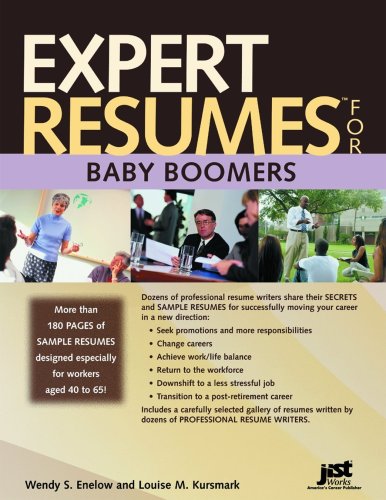 EXPERT
RESUMES™ FOR
BABY BOOMERS
More than
180 PAGES of
SAMPLE RESUMES
designed especially
for workers
aged 40 to 65!
Dozens of professional resume writers share their SECRETS
and SAMPLE RESUMES for successfully moving your career
in a new direction:
• Seek promotions and more responsibilities
• Change careers
• Achieve work/life balance
• Return to the workforce
• Downshift to a less stressful job
• Transition to a post-retirement career
Includes a carefully selected gallery of resumes written by
dozens of PROFESSIONAL RESUME WRITERS.
Wendy S. Enelow and Louise M. Kursmark
jist
Works
America's Career Publisher